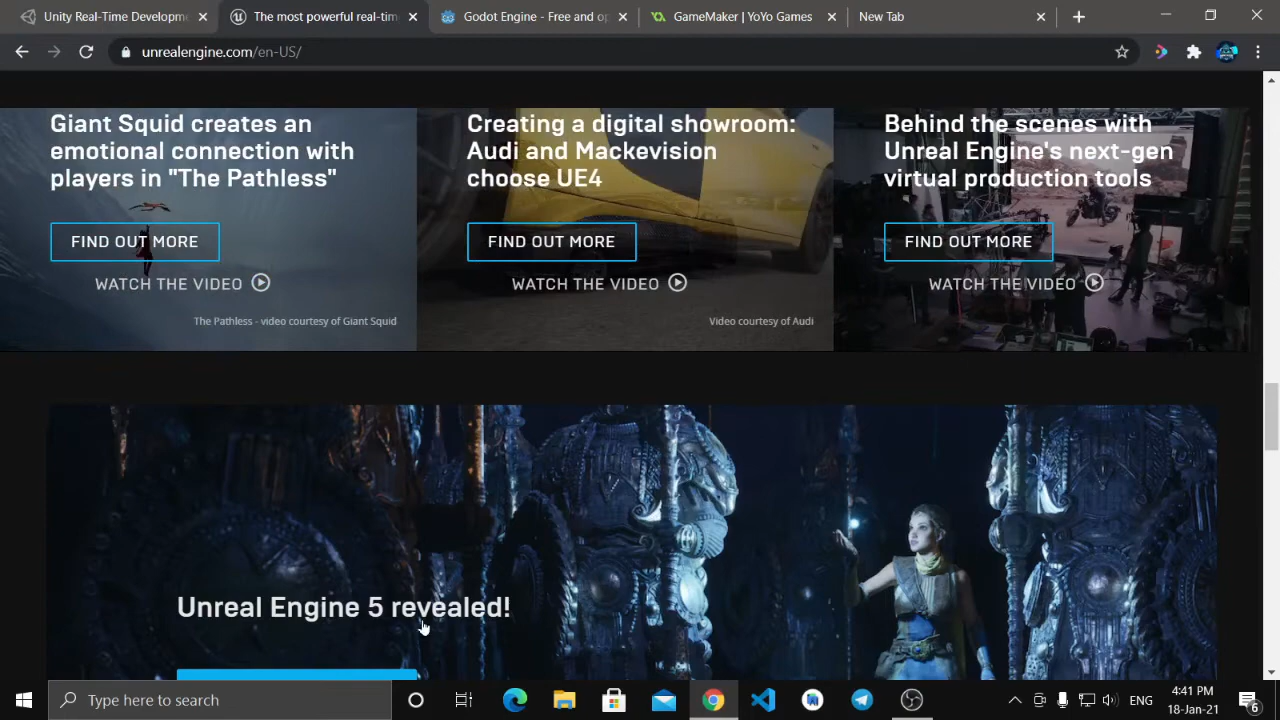 Unity Real-Time Developm
The most powerful real-tim
Godot Engine - Free and op
GameMaker | YoYo Games
New Tab
unrealengine.com/en-US/
Giant Squid creates an
emotional connection with
players in "The Pathless"
FIND OUT MORE
WATCH THE VIDEO
The Pathless - video courtesy of Giant Squid
Creating a digital showroom:
Audi and Mackevision
choose UE4
FIND OUT MORE
WATCH THE VIDEO
Video courtesy of Audi
Behind the scenes with
Unreal Engine's next-gen
virtual production tools
FIND OUT MORE
WATCH THE VIDEO
Unreal Engine 5 revealed!
Type here to search
ENG
4:41 PM
18-Jan-21
6